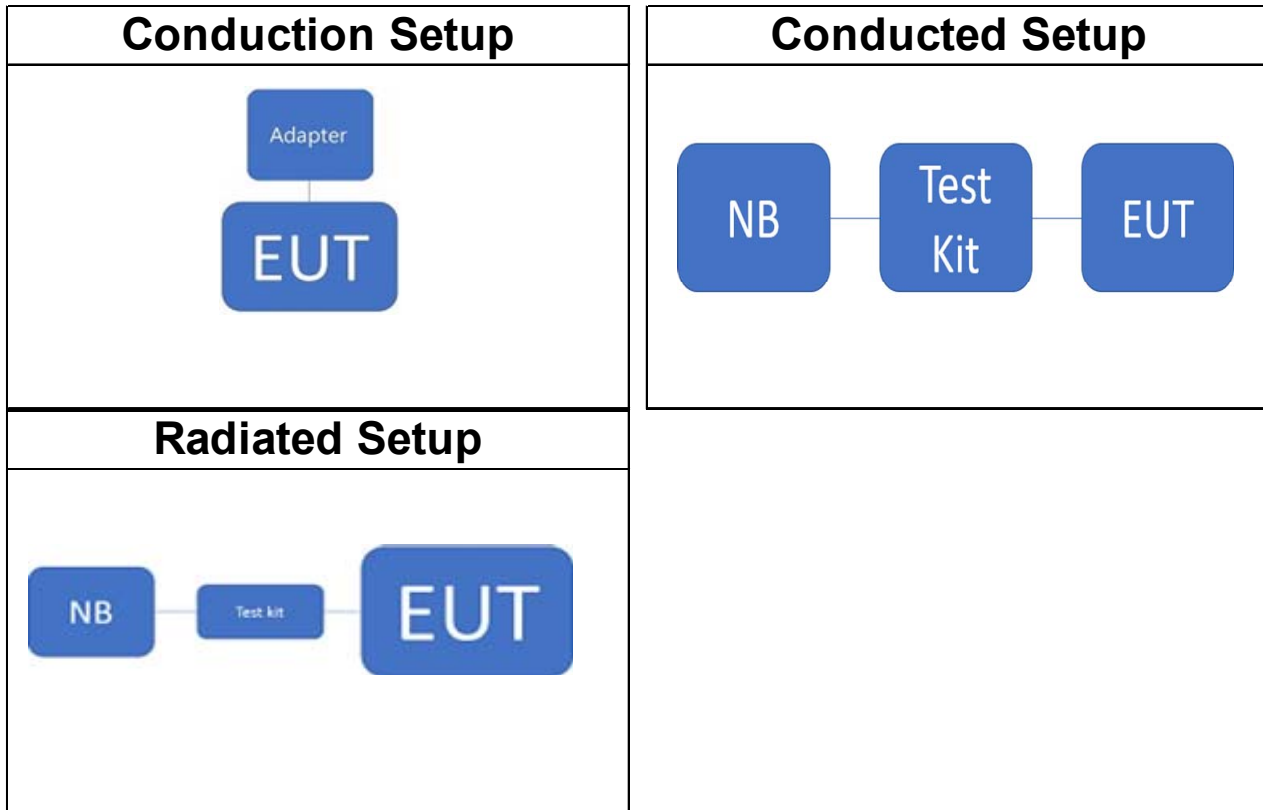 Conduction Setup
Adapter
EUT
Conducted Setup
NB
Test
Kit
EUT
Radiated Setup
NB
Test kit
EUT